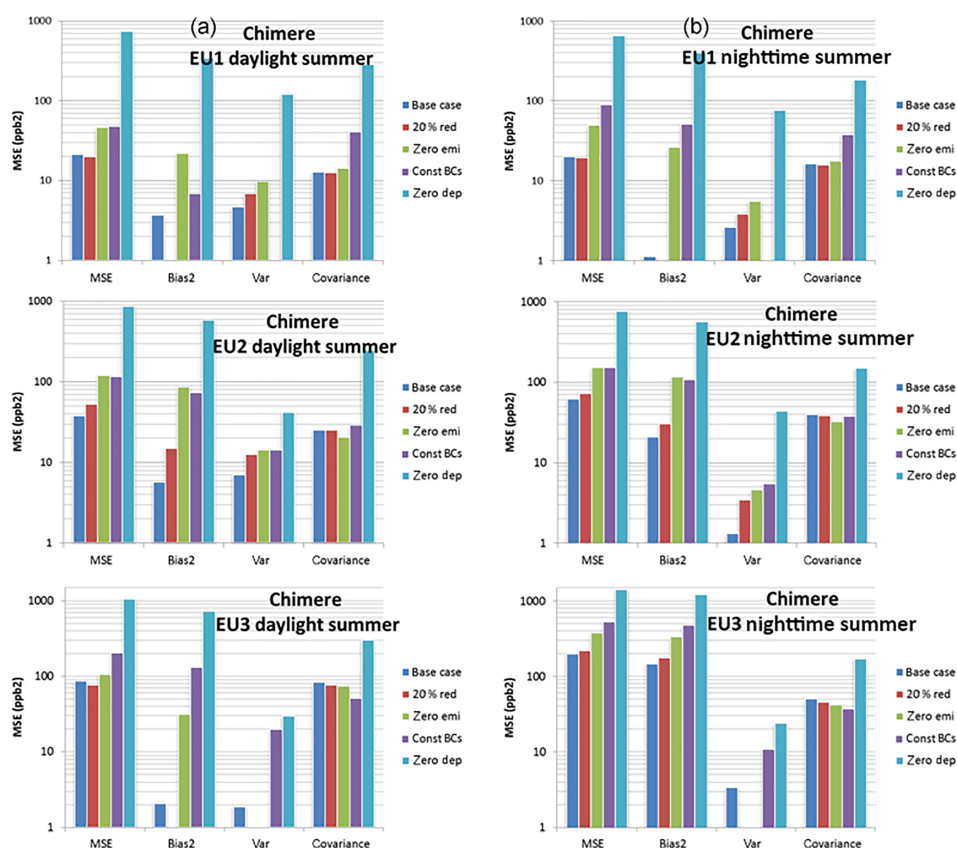 (a)
Chimere
EU1 daylight summer
MSE (ppb2)
1000
100
10
1
MSE Bias2 Var Covariance
Base case
20 % red
Zero emi
Const BCs
Zero dep
(b)
Chimere
EU1 nighttime summer
MSE (ppb2)
1000
100
10
1
MSE Bias2 Var Covariance
Base case
20 % red
Zero emi
Const BCs
Zero dep
Chimere
EU2 daylight summer
MSE (ppb2)
1000
100
10
1
MSE Bias2 Var Covariance
Base case
20 % red
Zero emi
Const BCs
Zero dep
Chimere
EU2 nighttime summer
MSE (ppb2)
1000
100
10
1
MSE Bias2 Var Covariance
Base case
20 % red
Zero emi
Const BCs
Zero dep
Chimere
EU3 daylight summer
MSE (ppb2)
1000
100
10
1
MSE Bias2 Var Covariance
Base case
20 % red
Zero emi
Const BCs
Zero dep
Chimere
EU3 nighttime summer
MSE (ppb2)
1000
100
10
1
MSE Bias2 Var Covariance
Base case
20 % red
Zero emi
Const BCs
Zero dep